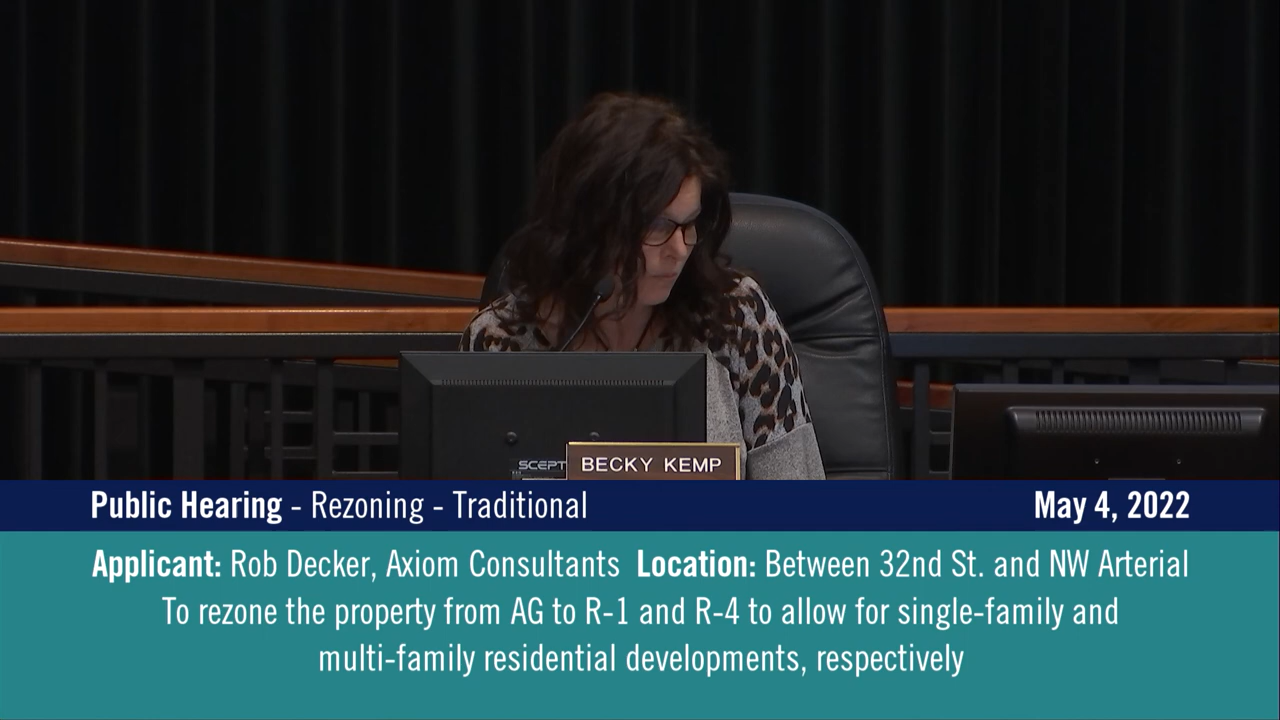 SCEPT
BECKY KEMP
Public Hearing - Rezoning - Traditional May 4, 2022
Applicant: Rob Decker, Axiom Consultants Location: Between 32nd St. and NW Arterial
To rezone the property from AG to R-1 and R-4 to allow for single-family and
multi-family residential developments, respectively